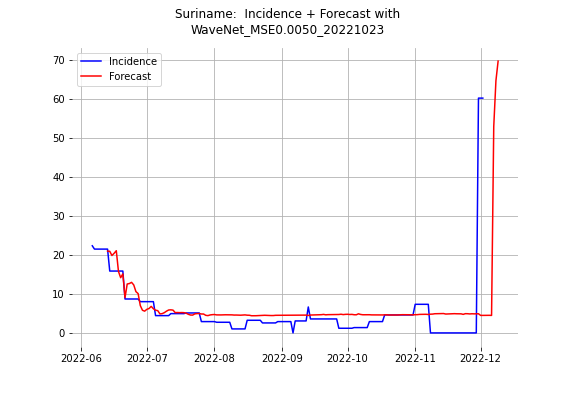 Suriname:  Incidence + Forecast with
WaveNet_MSE0.0050_20221023
Incidence
Forecast
70
60
50
40
30
20
10
0
2022-06 2022-07 2022-08 2022-09 2022-10 2022-11 2022-12